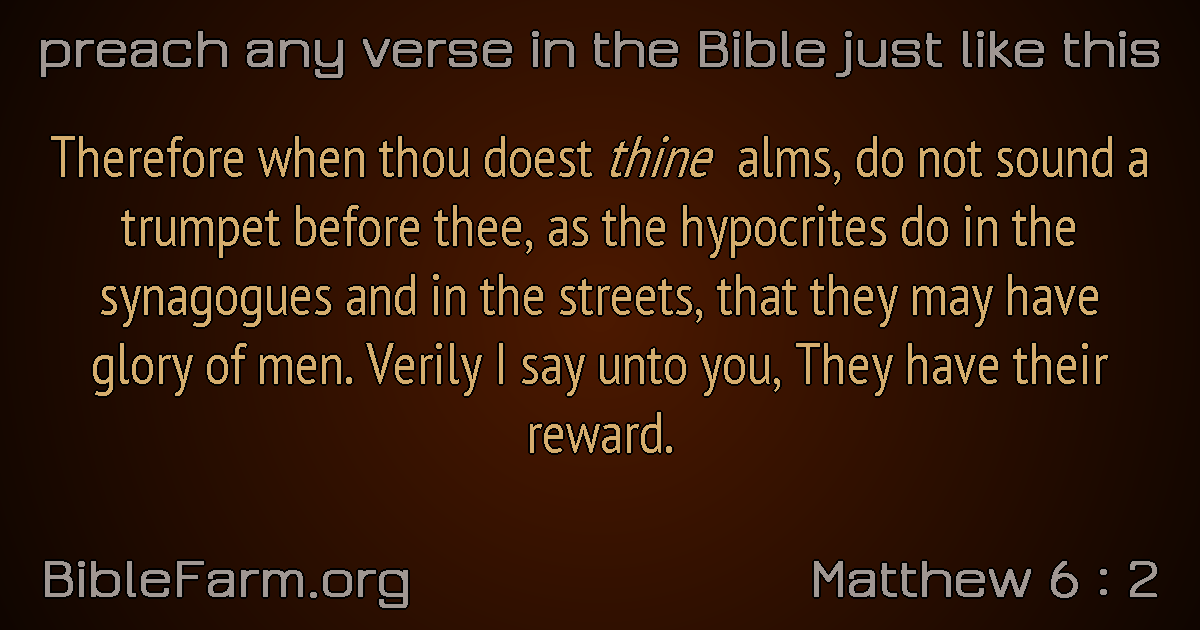 preach any verse in the Bible just like this
Therefore when thou doest thine alms, do not sound a
trumpet before thee, as the hypocrites do in the
synagogues and in the streets, that they may have
glory of men. Verily I say unto you, They have their
reward.
BibleFarm.org
Matthew 6 : 2